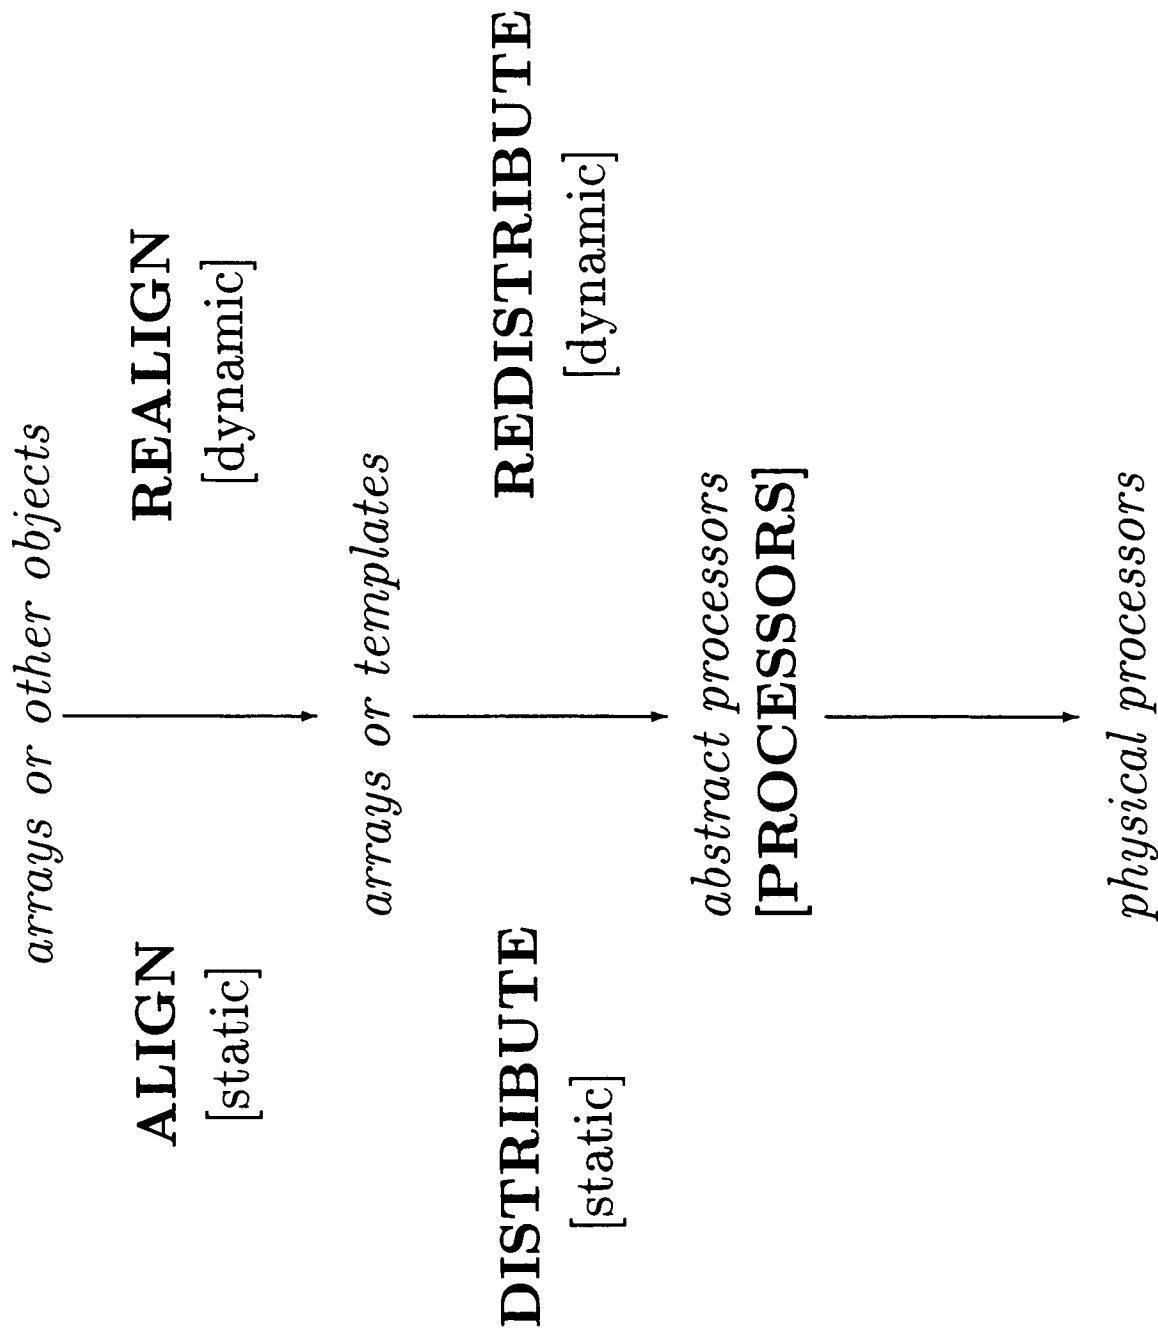 arrays or other objects
ALIGN
[static]
REALIGN
[dynamic]
arrays or templates
DISTRIBUTE
[static]
REDISTRIBUTE
[dynamic]
abstract processors
[PROCESSORS]
physical processors